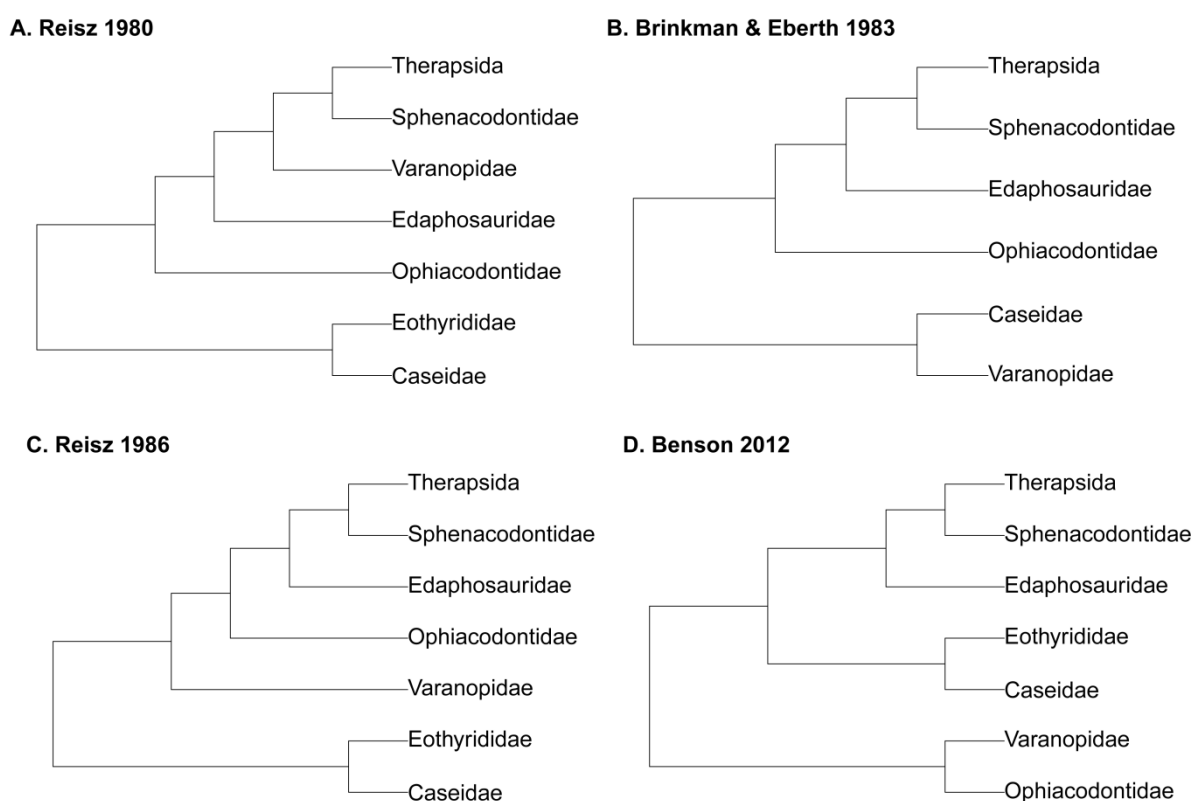 A. Reisz 1980
Therapsida
Sphenacodontidae
Varanopidae
Edaphosauridae
Ophiacodontidae
Eothyrididae
Caseidae
B. Brinkman & Eberth 1983
Therapsida
Sphenacodontidae
Edaphosauridae
Ophiacodontidae
Caseidae
Varanopidae
C. Reisz 1986
Therapsida
Sphenacodontidae
Edaphosauridae
Ophiacodontidae
Varanopidae
Eothyrididae
Caseidae
D. Benson 2012
Therapsida
Sphenacodontidae
Edaphosauridae
Eothyrididae
Caseidae
Varanopidae
Ophiacodontidae